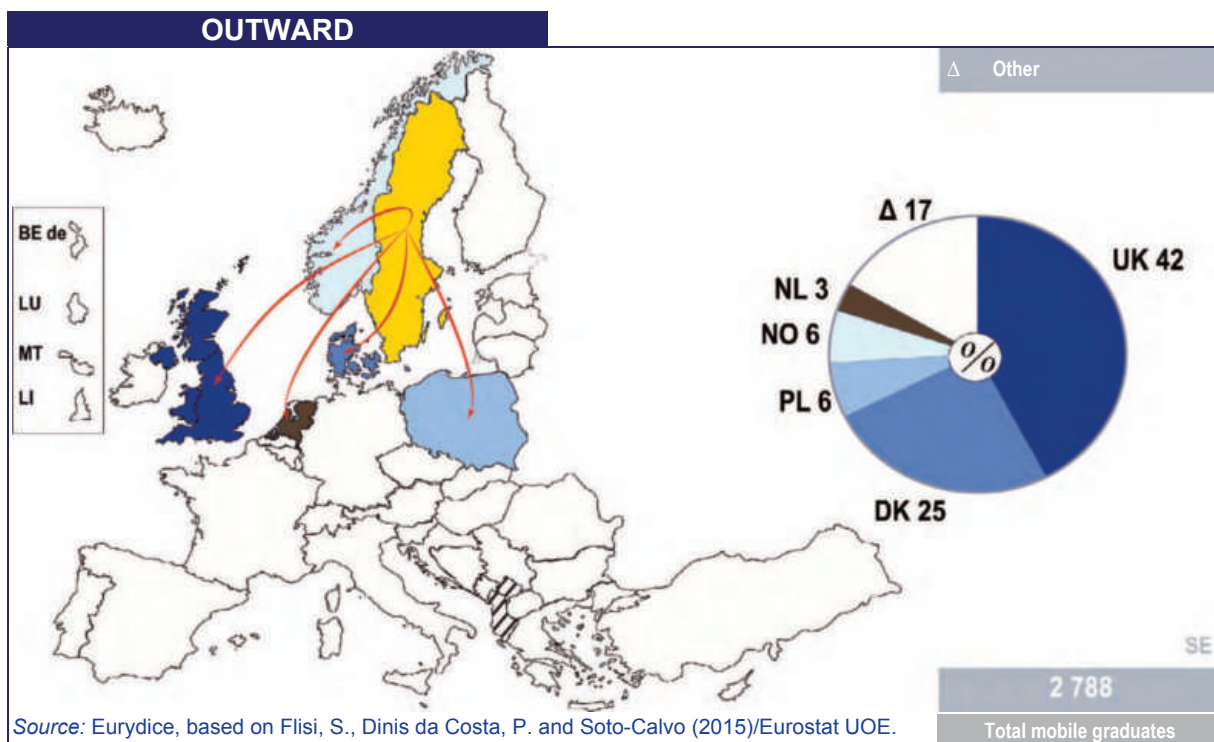 OUTWARD
Δ Other
BE de
LU
MT
LI
Δ 17
UK 42
NL 3
NO 6
%
PL 6
DK 25
SE
2 788
Source: Eurydice, based on Flisi, S., Dinis da Costa, P. and Soto-Calvo (2015)/Eurostat UOE.
Total mobile graduates